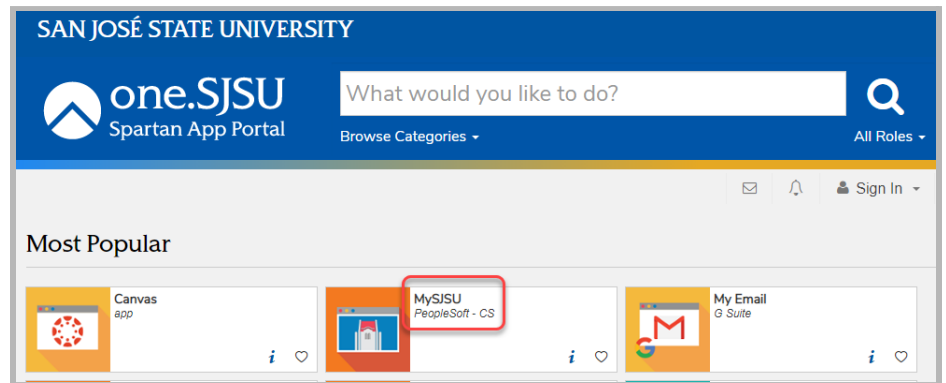 SAN JOSÉ STATE UNIVERSITY
one.SJSU
Spartan App Portal
What would you like to do?
Browse Categories
All Roles
Sign In
Most Popular
Canvas
app
i
MySJSU
PeopleSoft - CS
i
My Email
G Suite
i